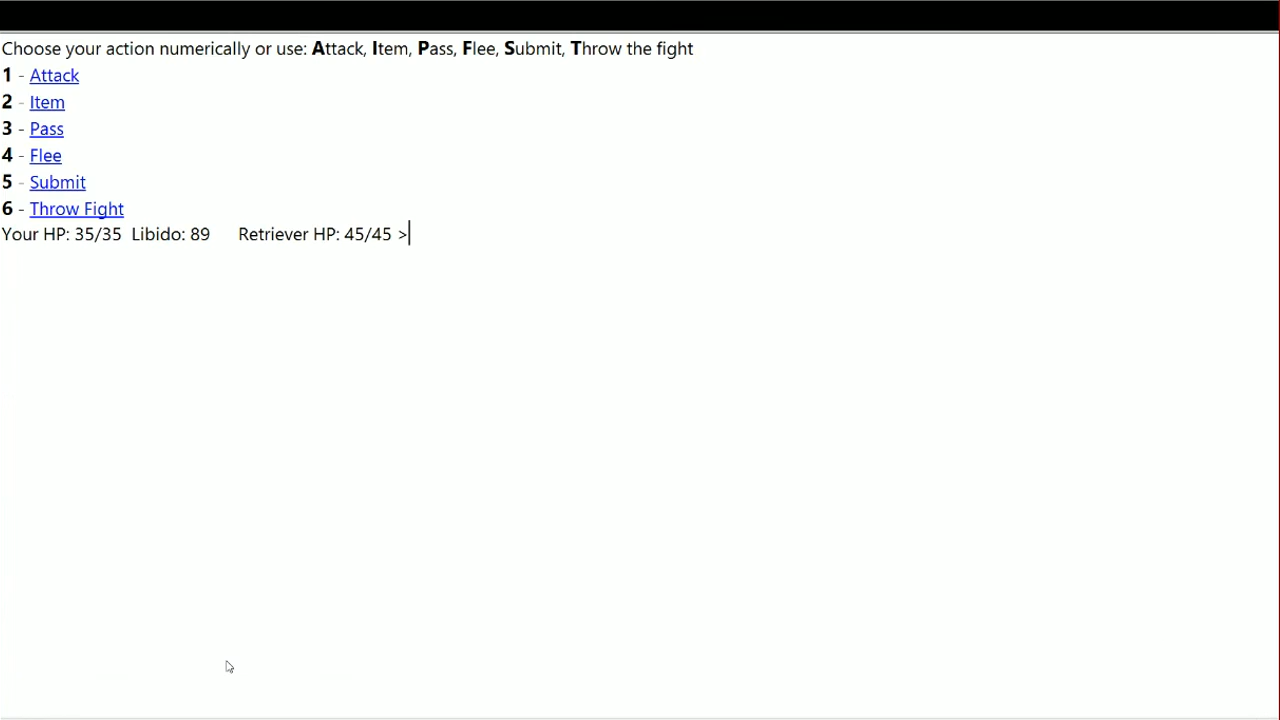 Choose your action numerically or use: Attack, Item, Pass, Flee, Submit, Throw the fight
1 - Attack
2 - Item
3 - Pass
4 - Flee
5 - Submit
6 - Throw Fight
Your HP: 35/35 Libido: 89 Retriever HP: 45/45 >